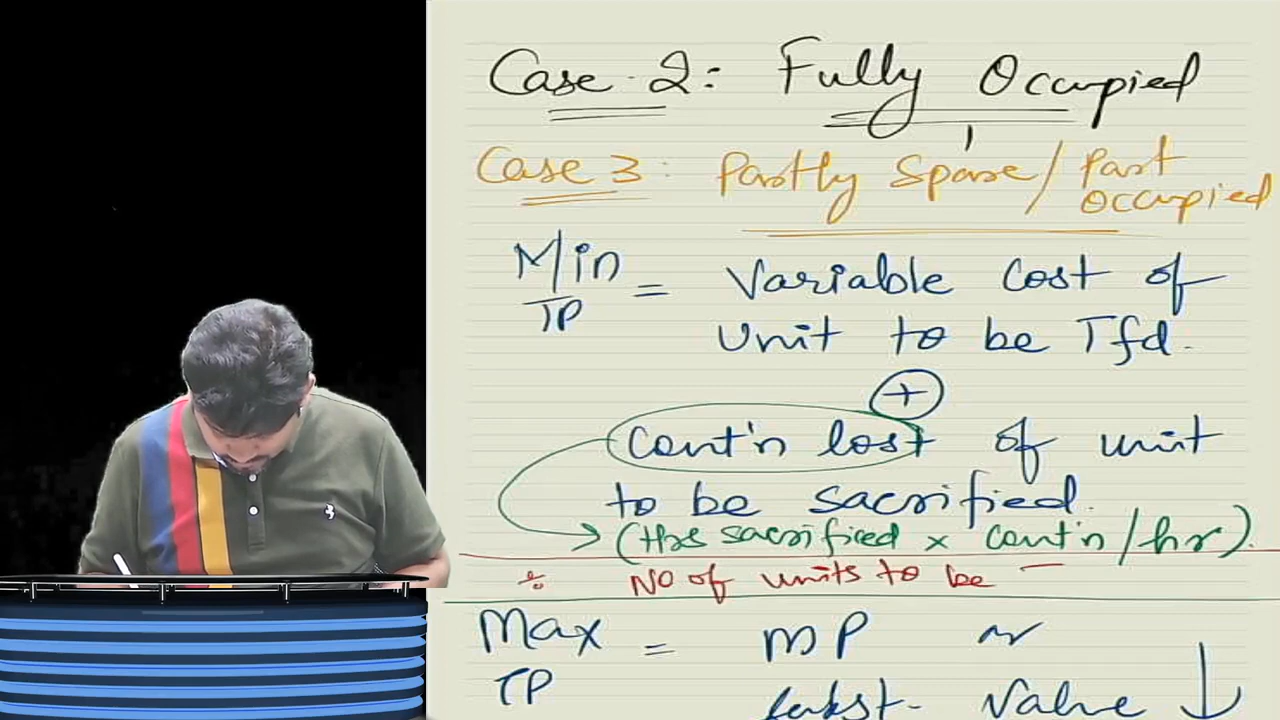 Case 2: Fully Occupied
Case 3: Partly Spare/Part Occupied
Min TP = Variable Cost of
Unit to be Tfd.
+
Cont'n lost of unit
to be sacrified.
(Hrs sacrificed x cont'n/hr).
÷ No of units to be
Max TP = MP or
Value ↓